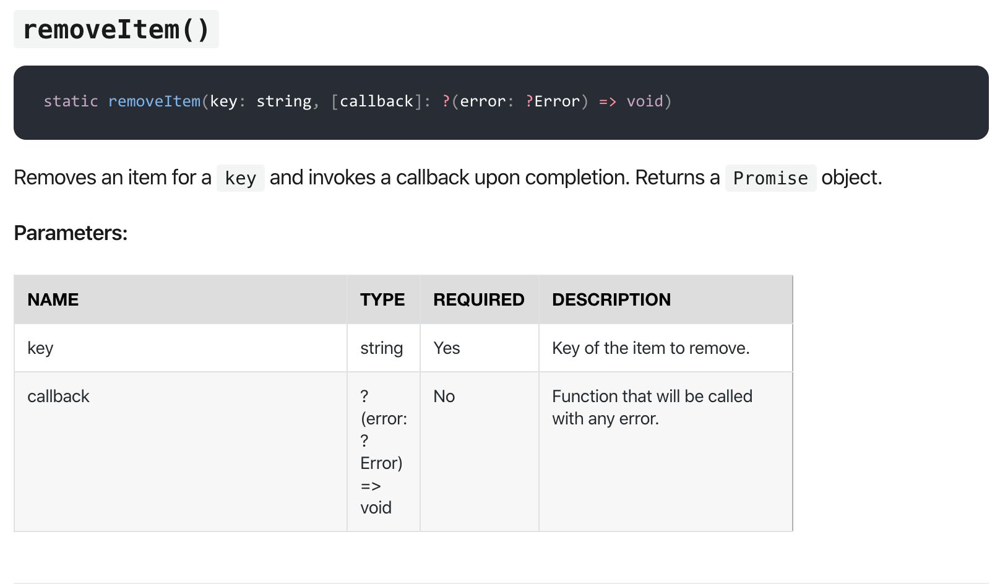 removeItem()
static removeItem(key: string, [callback]: ?(error: ?Error) => void)
Removes an item for a key and invokes a callback upon completion. Returns a Promise object.
Parameters:
NAME TYPE REQUIRED DESCRIPTION
key string Yes Key of the item to remove.
callback ? No Function that will be called
(error: with any error.
?
Error)
=>
void